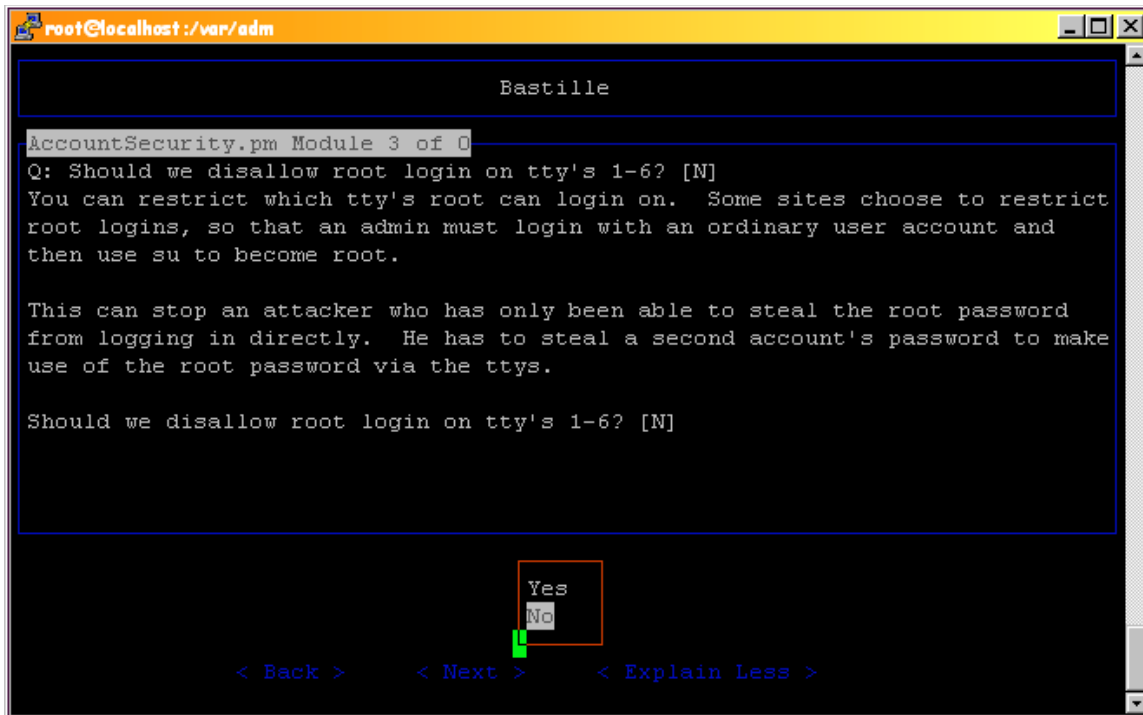 root@localhost:/var/adm
Bastille
AccountSecurity.pm Module 3 of 0
Q: Should we disallow root login on tty's 1-6? [N]
You can restrict which tty's root can login on.  Some sites choose to restrict
root logins, so that an admin must login with an ordinary user account and
then use su to become root.
This can stop an attacker who has only been able to steal the root password
from logging in directly.  He has to steal a second account's password to make
use of the root password via the ttys.
Should we disallow root login on tty's 1-6? [N]
Yes
No
< Back >     < Next >     < Explain Less >